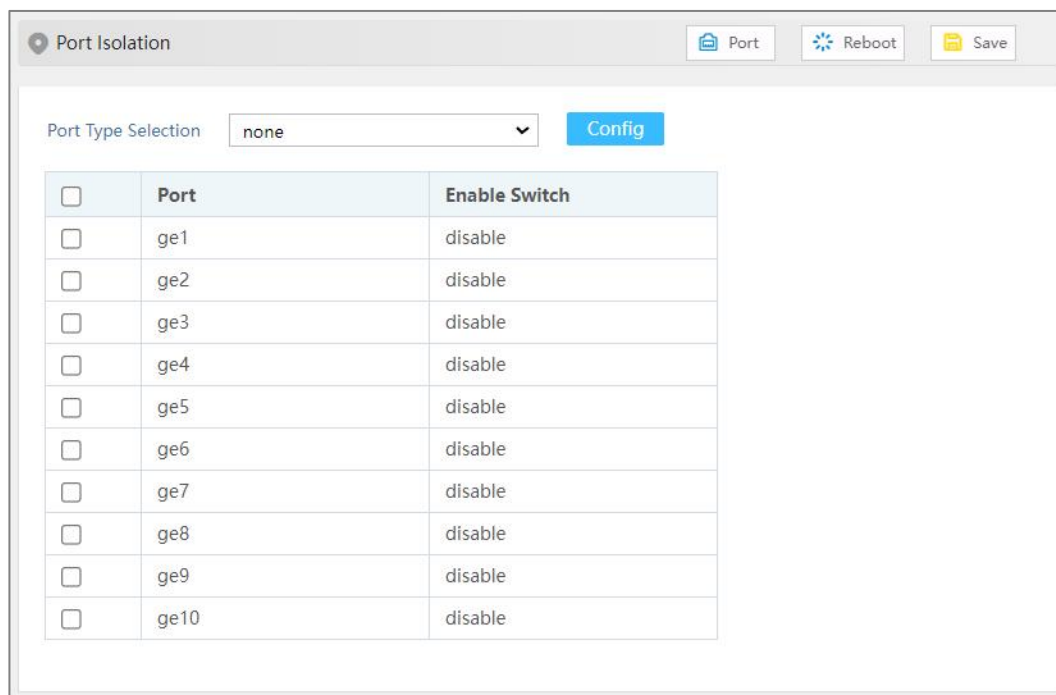 Port Isolation Port Reboot Save
Port Type Selection none Config
Port Enable Switch
ge1 disable
ge2 disable
ge3 disable
ge4 disable
ge5 disable
ge6 disable
ge7 disable
ge8 disable
ge9 disable
ge10 disable